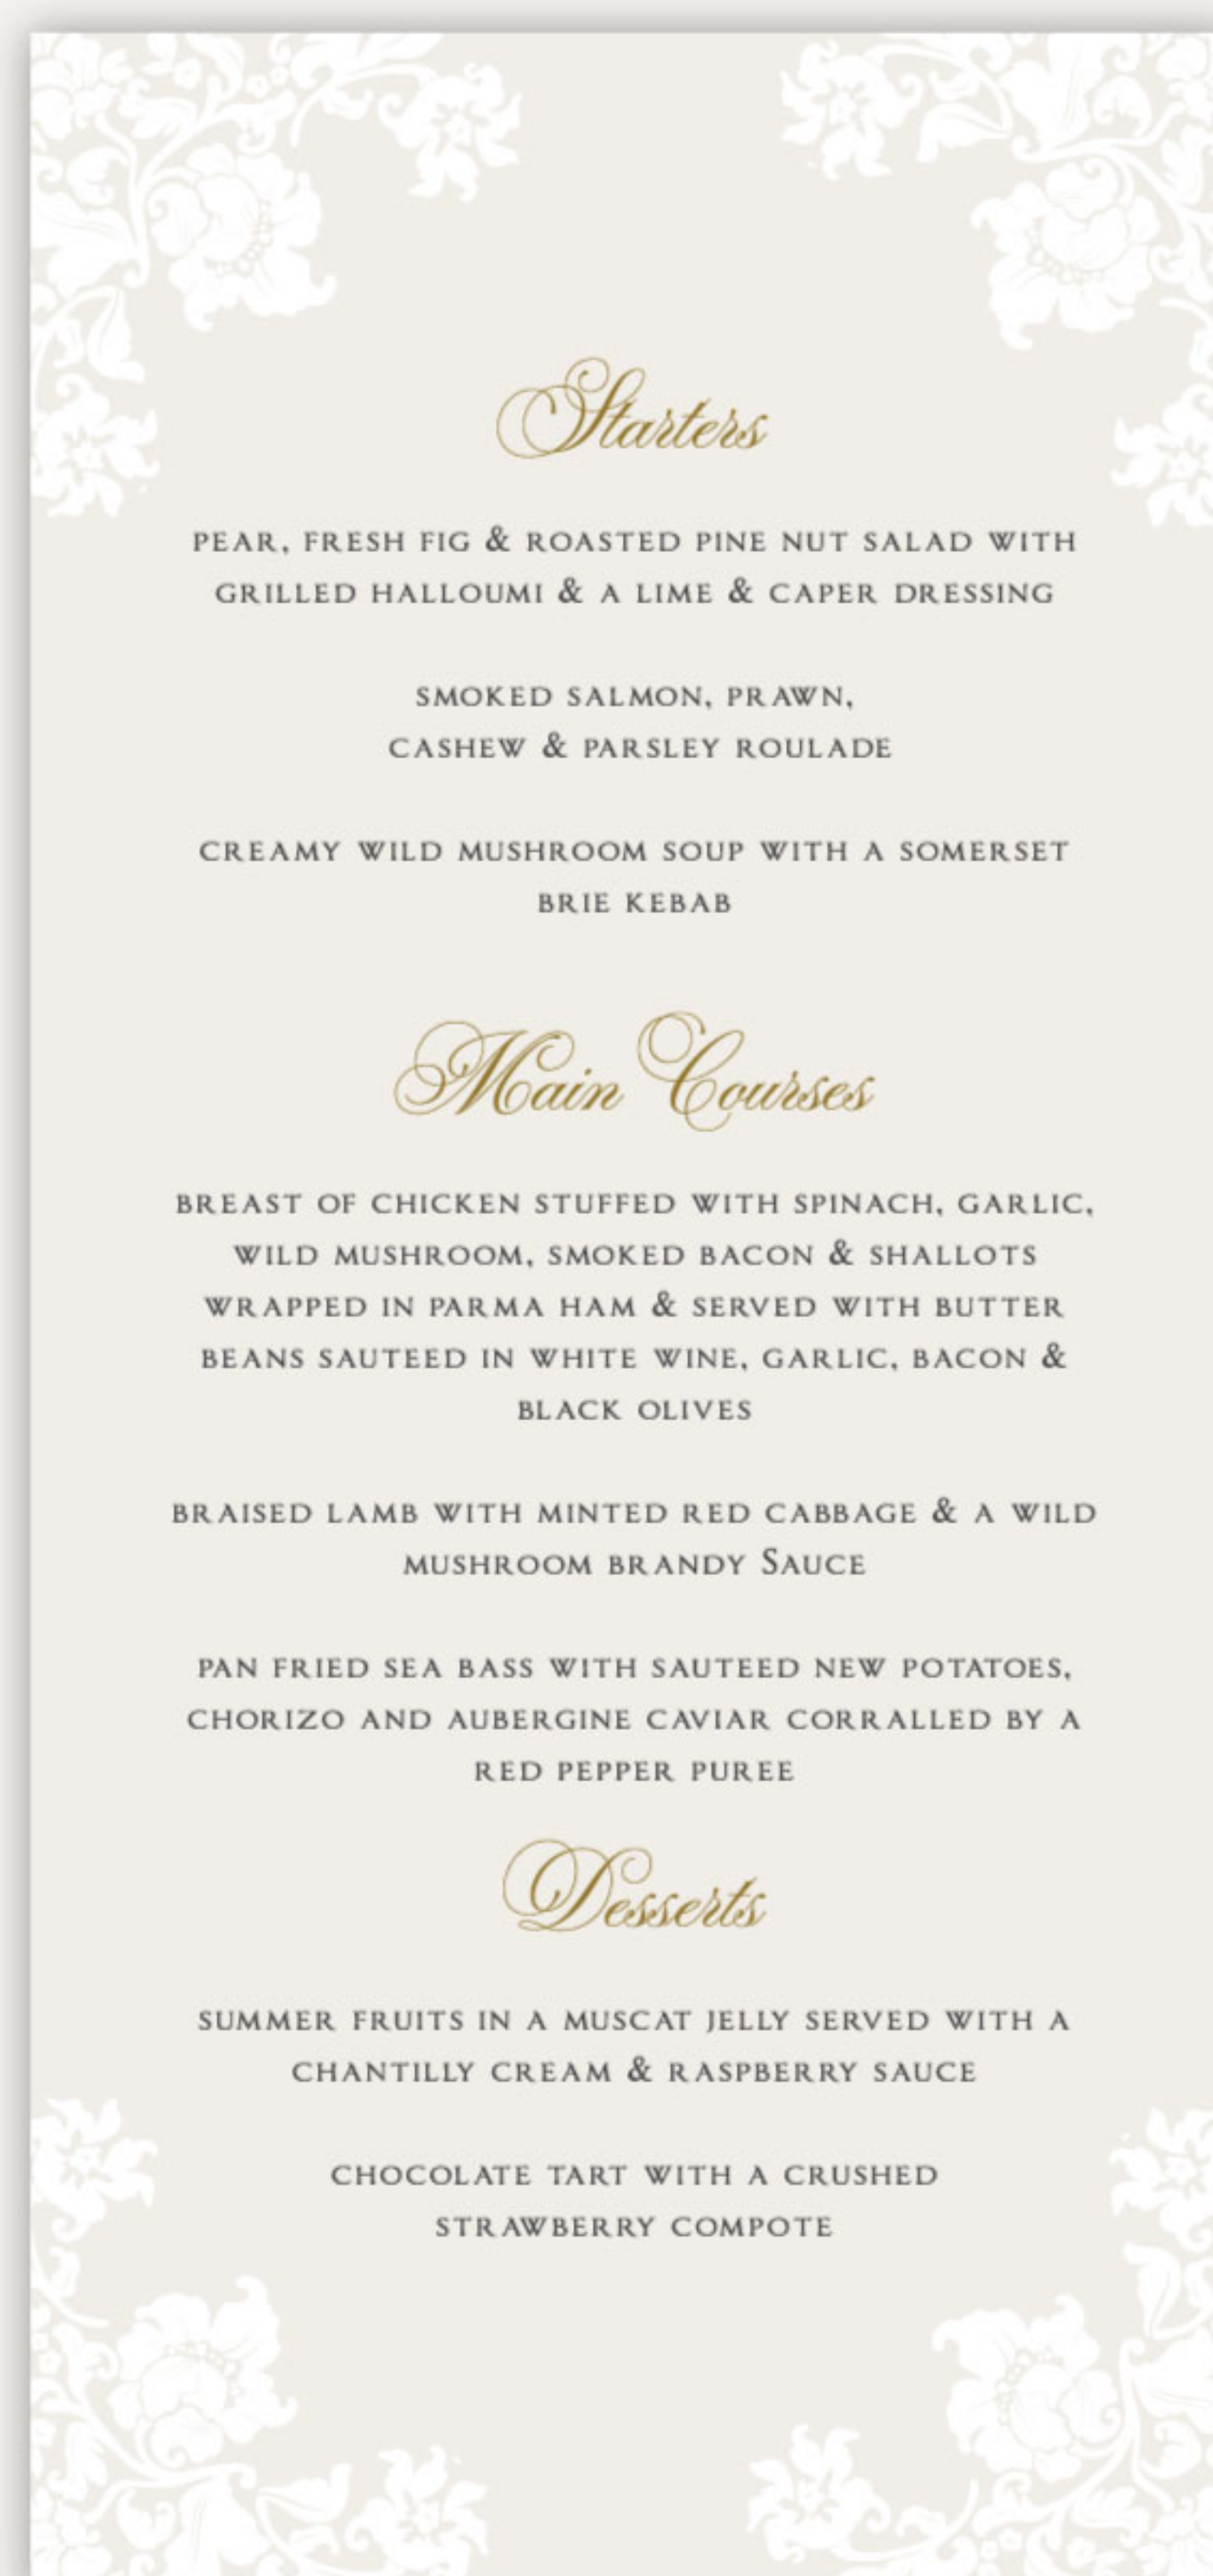 Starters
PEAR, FRESH FIG & ROASTED PINE NUT SALAD WITH
GRILLED HALLOUMI & A LIME & CAPER DRESSING
SMOKED SALMON, PRAWN,
CASHEW & PARSLEY ROULADE
CREAMY WILD MUSHROOM SOUP WITH A SOMERSET
BRIE KEBAB
Main Courses
BREAST OF CHICKEN STUFFED WITH SPINACH, GARLIC,
WILD MUSHROOM, SMOKED BACON & SHALLOTS
WRAPPED IN PARMA HAM & SERVED WITH BUTTER
BEANS SAUTEED IN WHITE WINE, GARLIC, BACON &
BLACK OLIVES
BRAISED LAMB WITH MINTED RED CABBAGE & A WILD
MUSHROOM BRANDY SAUCE
PAN FRIED SEA BASS WITH SAUTEED NEW POTATOES,
CHORIZO AND AUBERGINE CAVIAR CORRALLED BY A
RED PEPPER PUREE
Desserts
SUMMER FRUITS IN A MUSCAT JELLY SERVED WITH A
CHANTILLY CREAM & RASPBERRY SAUCE
CHOCOLATE TART WITH A CRUSHED
STRAWBERRY COMPOTE